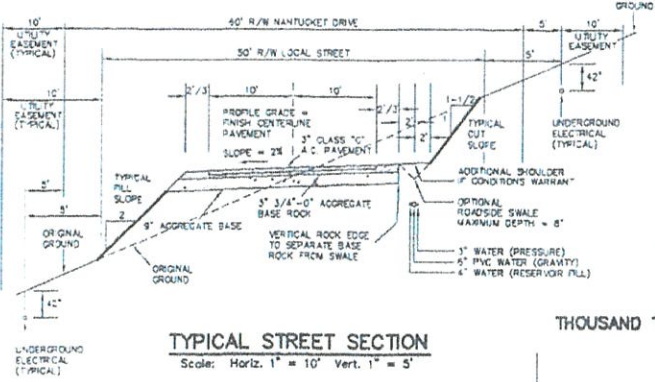 GROUND
10'
60' R/W NANTUCKET DRIVE
5'
10'
UTILITY
EASEMENT
(TYPICAL)
UTILITY
EASEMENT
50' R/W LOCAL STREET
5'
10'
UTILITY
EASEMENT
(TYPICAL)
2'/3'
10'
10'
2'/3'
1-1/2
42"
PROFILE GRADE =
FINISH CENTERLINE
PAVEMENT
3" CLASS "C"
A.C. PAVEMENT
SLOPE = 2%
2'
2'
TYPICAL
CUT
SLOPE
UNDERGROUND
ELECTRICAL
(TYPICAL)
TYPICAL
FILL
SLOPE
ADDITIONAL SHOULDER
IF CONDITIONS WARRANT
5'
5'
2
9" AGGREGATE BASE
3" 3/4"-0" AGGREGATE
BASE ROCK
OPTIONAL
ROADSIDE SWALE
MAXIMUM DEPTH = 8"
VERTICAL ROCK EDGE
TO SEPARATE BASE
ROCK FROM SWALE
ORIGINAL
GROUND
ORIGINAL
GROUND
3" WATER (PRESSURE)
6" PVC WATER (GRAVITY)
4" WATER (RESERVOIR FILL)
42"
UNDERGROUND
ELECTRICAL
(TYPICAL)
TYPICAL STREET SECTION
Scale: Horiz. 1" = 10' Vert. 1" = 5'
THOUSAND